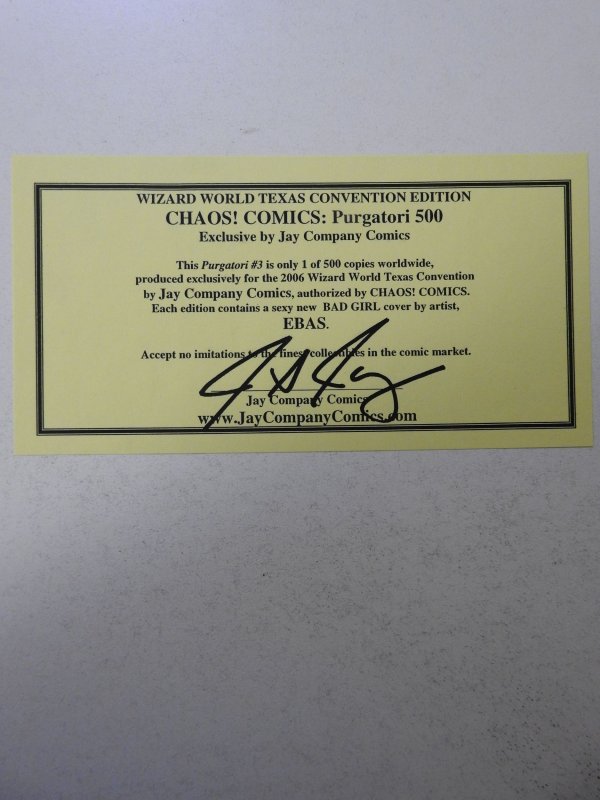 WIZARD WORLD TEXAS CONVENTION EDITION
CHAOS! COMICS: Purgatori 500
Exclusive by Jay Company Comics
This Purgatori #3 is only 1 of 500 copies worldwide,
produced exclusively for the 2006 Wizard World Texas Convention
by Jay Company Comics, authorized by CHAOS! COMICS.
Each edition contains a sexy new BAD GIRL cover by artist,
EBAS.
Accept no imitations to the finest collectibles in the comic market.
Jay Company Comics
www.JayCompanyComics.com